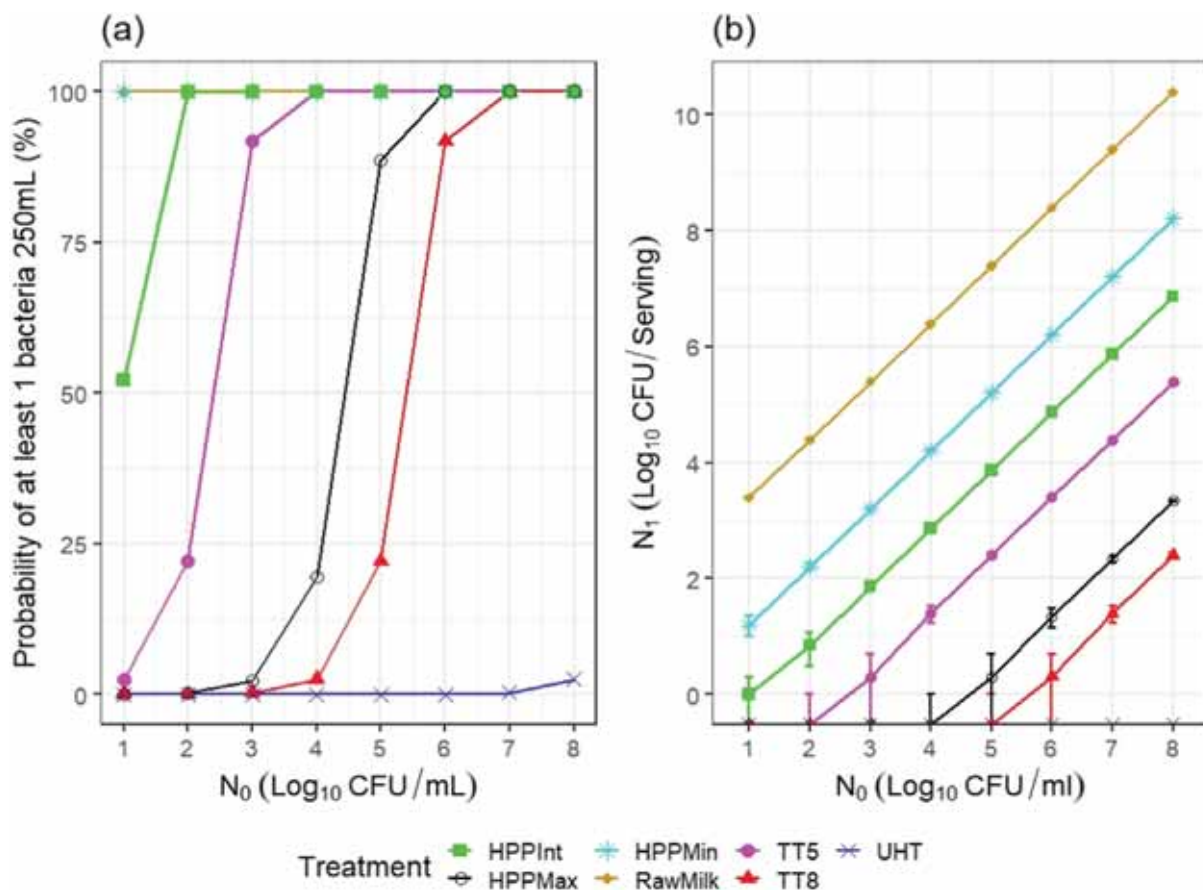 (a)
Probability of at least 1 bacteria 250mL (%)
100
75
50
25
0
1 2 3 4 5 6 7 8
N₀ (Log₁₀ CFU/mL)
(b)
N₁ (Log₁₀ CFU/Serving)
10
8
6
4
2
0
1 2 3 4 5 6 7 8
N₀ (Log₁₀ CFU/ml)
Treatment
HPPInt HPPMin TT5 UHT
HPPMax RawMilk TT8